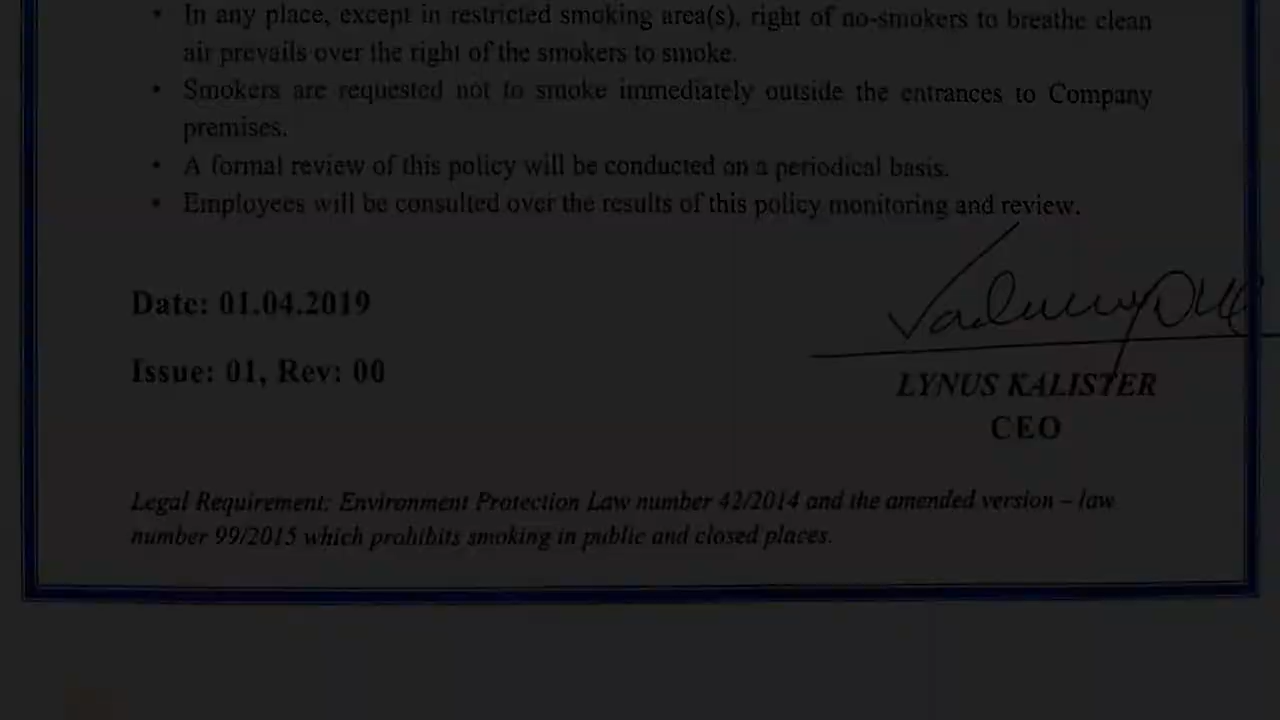 • In any place, except in restricted smoking area(s), right of no-smokers to breathe clean
air prevails over the right of the smokers to smoke.
• Smokers are requested not to smoke immediately outside the entrances to Company
premises.
• A formal review of this policy will be conducted on a periodical basis.
• Employees will be consulted over the results of this policy monitoring and review.
Date: 01.04.2019
Issue: 01, Rev: 00
LYNUS KALISTER
CEO
Legal Requirement: Environment Protection Law number 42/2014 and the amended version – law
number 99/2015 which prohibits smoking in public and closed places.